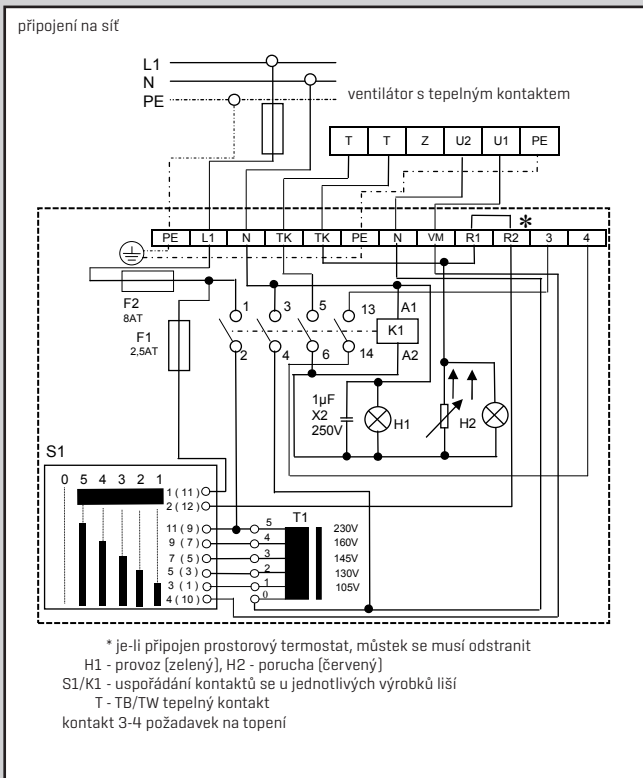 připojení na síť
L1
N
PE
ventilátor s tepelným kontaktem
T T Z U2 U1 PE
*
PE L1 N TK TK PE N VM R1 R2 3 4
F2
8AT
F1
2,5AT
1 3 5 13 A1
K1
2 4 6 14 A2
1µF
X2
250V
H1
H2
S1
0 5 4 3 2 1
1 ( 11 )
2 ( 12 )
T1
11 ( 9 ) 5 230V
9 ( 7 ) 4 160V
7 ( 5 ) 3 145V
5 ( 3 ) 2 130V
3 ( 1 ) 1 105V
4 ( 10 ) 0
* je-li připojen prostorový termostat, můstek se musí odstranit
H1 - provoz (zelený), H2 - porucha (červený)
S1/K1 - uspořádání kontaktů se u jednotlivých výrobků liší
T - TB/TW tepelný kontakt
kontakt 3-4 požadavek na topení